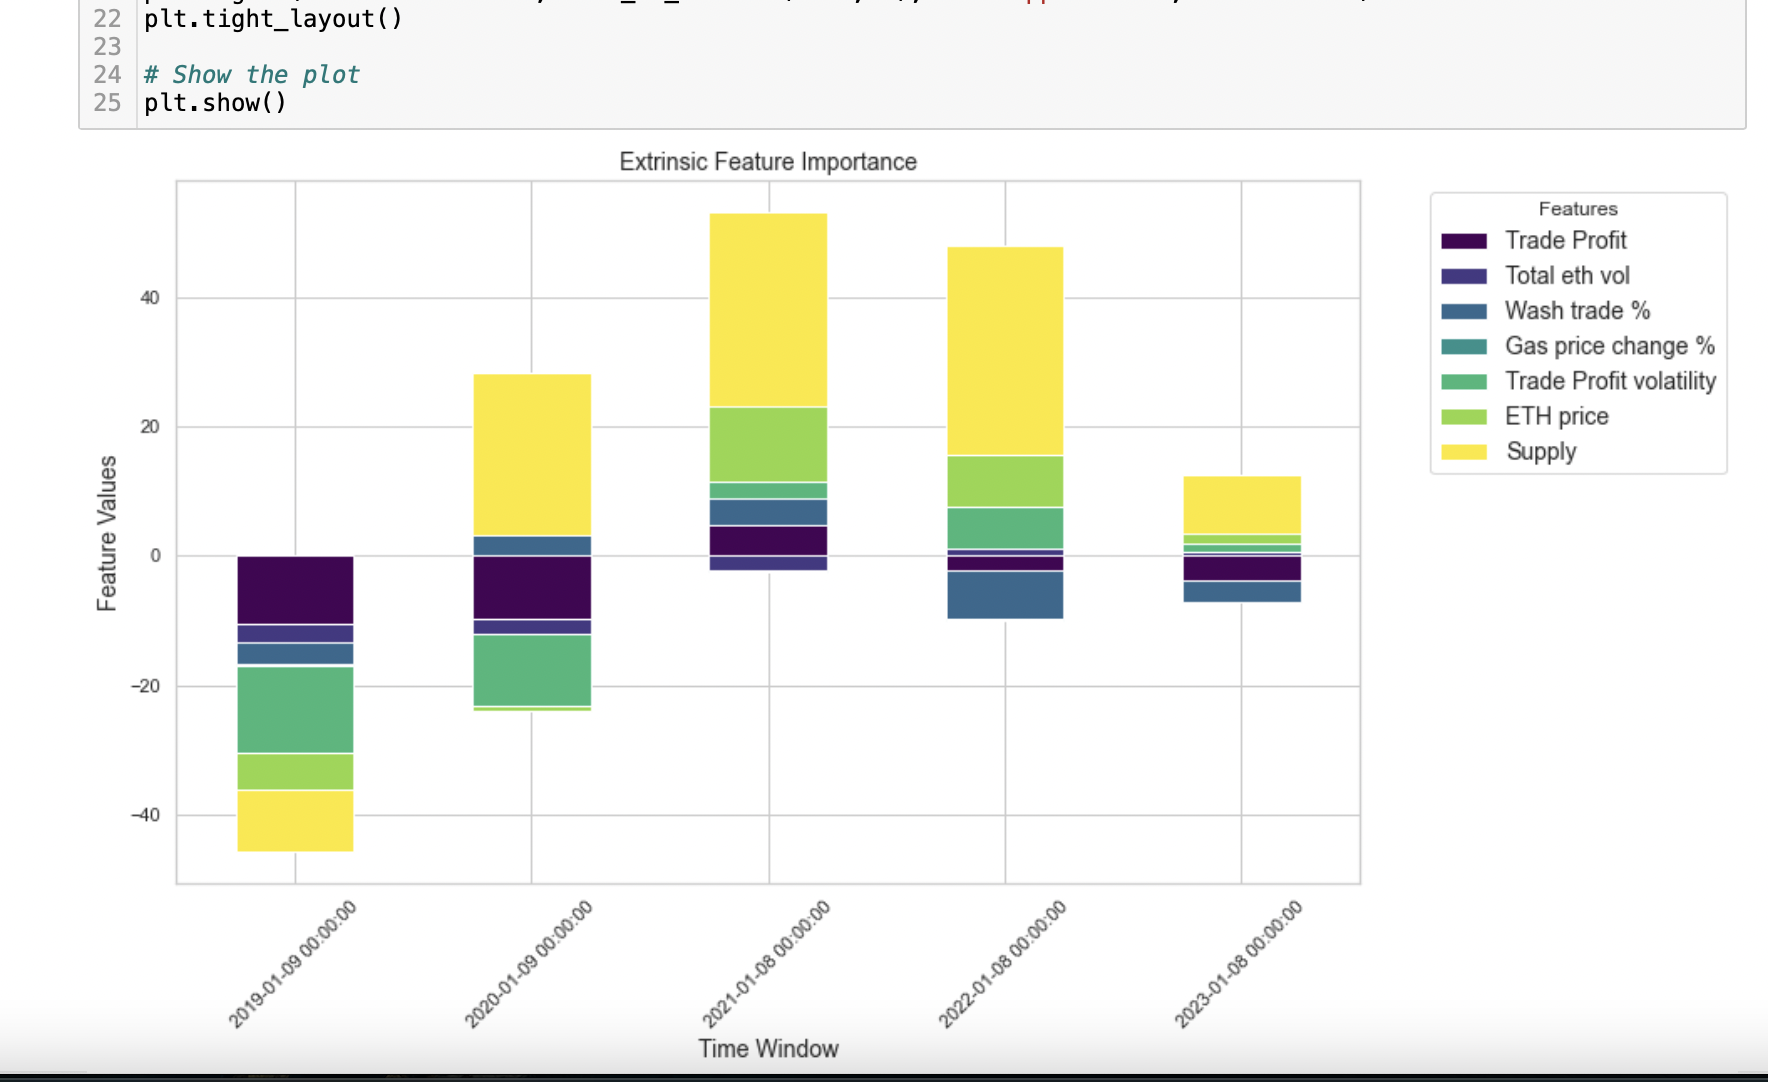 22 plt.tight_layout()
23
24 # Show the plot
25 plt.show()
Extrinsic Feature Importance
Features
Trade Profit
Total eth vol
Wash trade %
Gas price change %
Trade Profit volatility
ETH price
Supply
Feature Values
40
20
0
−20
−40
2019-01-09 00:00:00
2020-01-09 00:00:00
2021-01-08 00:00:00
2022-01-08 00:00:00
2023-01-08 00:00:00
Time Window